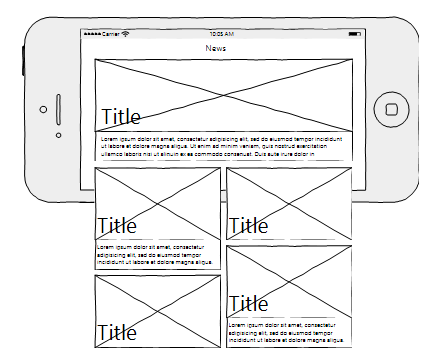 Carrier 10:05 AM
News
Title
Lorem ipsum dolor sit amet, consectetur adipisicing elit, sed do eiusmod tempor incididunt
ut labore et dolore magna aliqua. Ut enim ad minim veniam, quis nostrud exercitation
ullamco laboris nisi ut aliquip exea commodo consequat. Duis aute irure dolor in
Title
Lorem ipsum dolor sit amet, consectetur
adipisicing elit, sed do eiusmod tempor
incididunt ut labore et dolore magna aliqua.
Title
Title
Title
Lorem ipsum dolor sit amet, consectetur
adipisicing elit, sed do eiusmod tempor
incididunt ut labore et dolore magna aliqua.